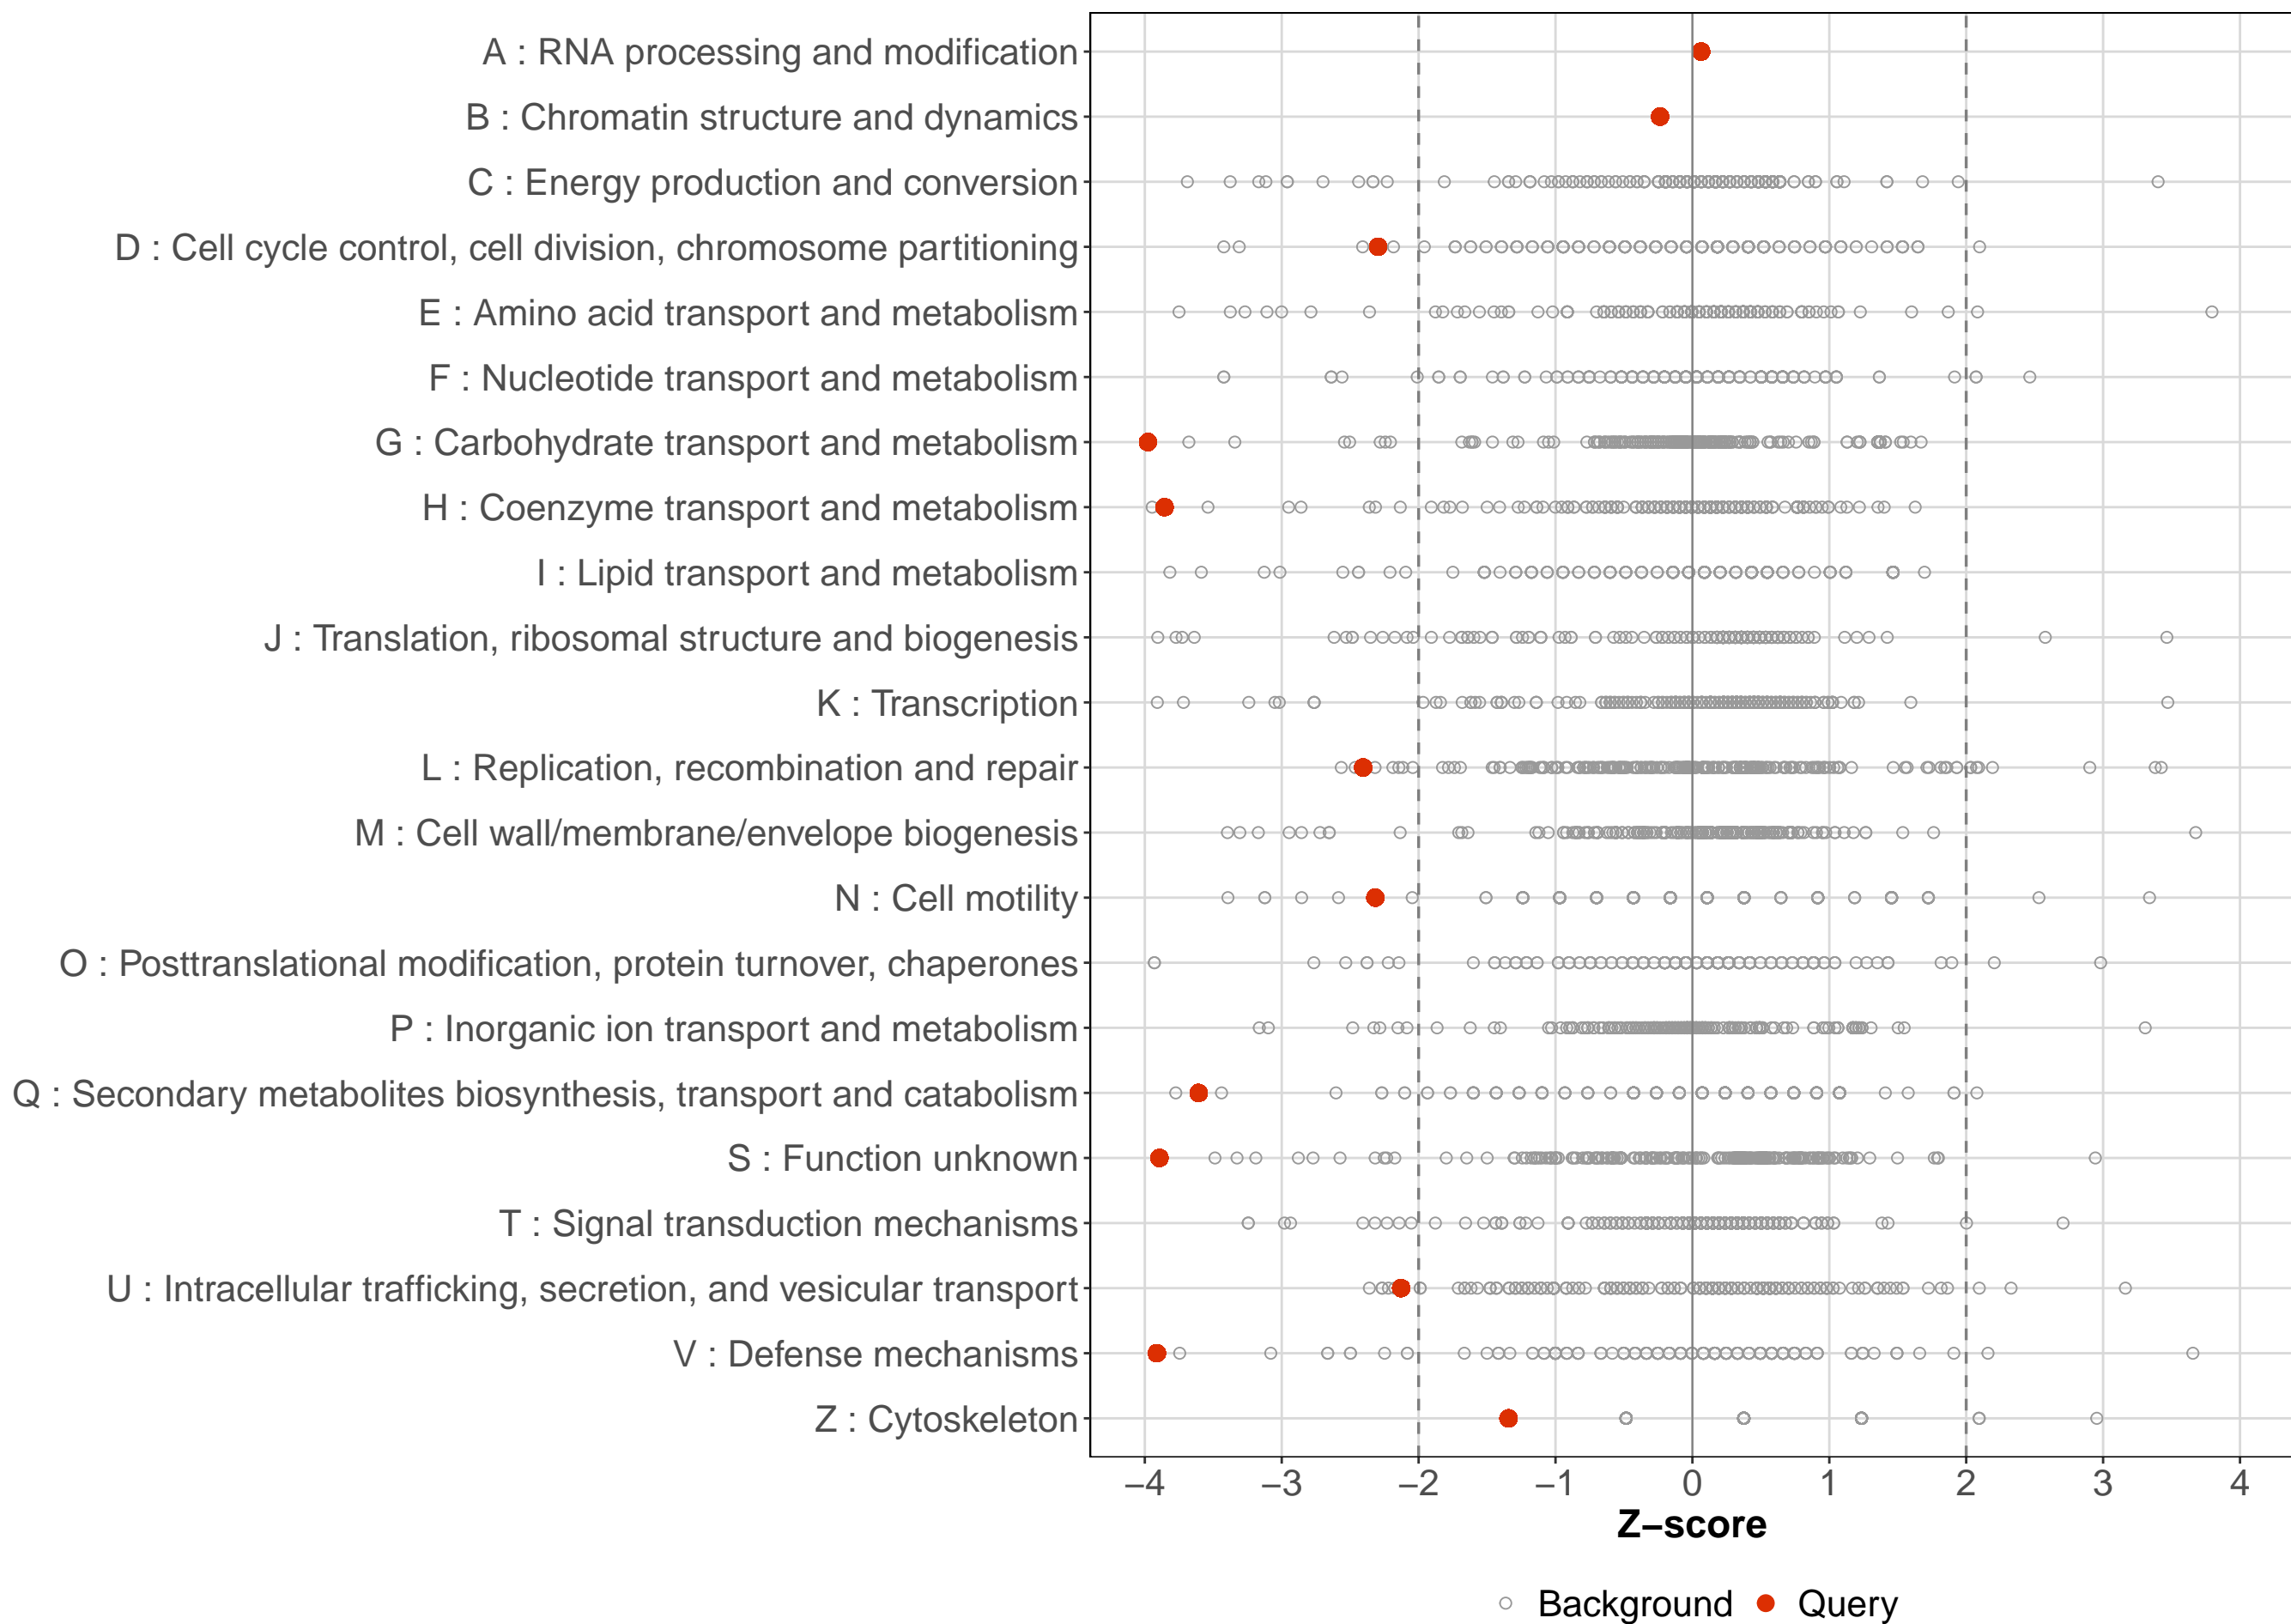 A : RNA processing and modification
B : Chromatin structure and dynamics
C : Energy production and conversion
D : Cell cycle control, cell division, chromosome partitioning
E : Amino acid transport and metabolism
F : Nucleotide transport and metabolism
G : Carbohydrate transport and metabolism
H : Coenzyme transport and metabolism
I : Lipid transport and metabolism
J : Translation, ribosomal structure and biogenesis
K : Transcription
L : Replication, recombination and repair
M : Cell wall/membrane/envelope biogenesis
N : Cell motility
O : Posttranslational modification, protein turnover, chaperones
P : Inorganic ion transport and metabolism
Q : Secondary metabolites biosynthesis, transport and catabolism
S : Function unknown
T : Signal transduction mechanisms
U : Intracellular trafficking, secretion, and vesicular transport
V : Defense mechanisms
Z : Cytoskeleton
−4 −3 −2 −1 0 1 2 3 4
Z−score
Background Query